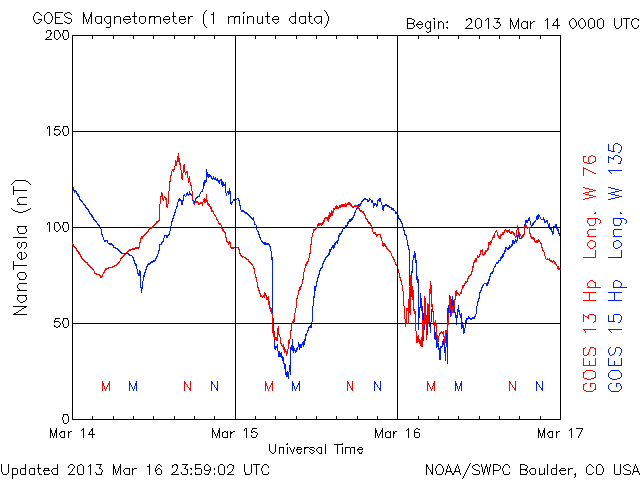 GOES Magnetometer (1 minute data)
Begin: 2013 Mar 14 0000 UTC
200
150
100
50
0
NanoTesla (nT)
M M N N M M N N M M N N
Mar 14 Mar 15 Mar 16 Mar 17
Universal Time
GOES 13 Hp Long. W 76
GOES 15 Hp Long. W 135
Updated 2013 Mar 16 23:59:02 UTC
NOAA/SWPC Boulder, CO USA